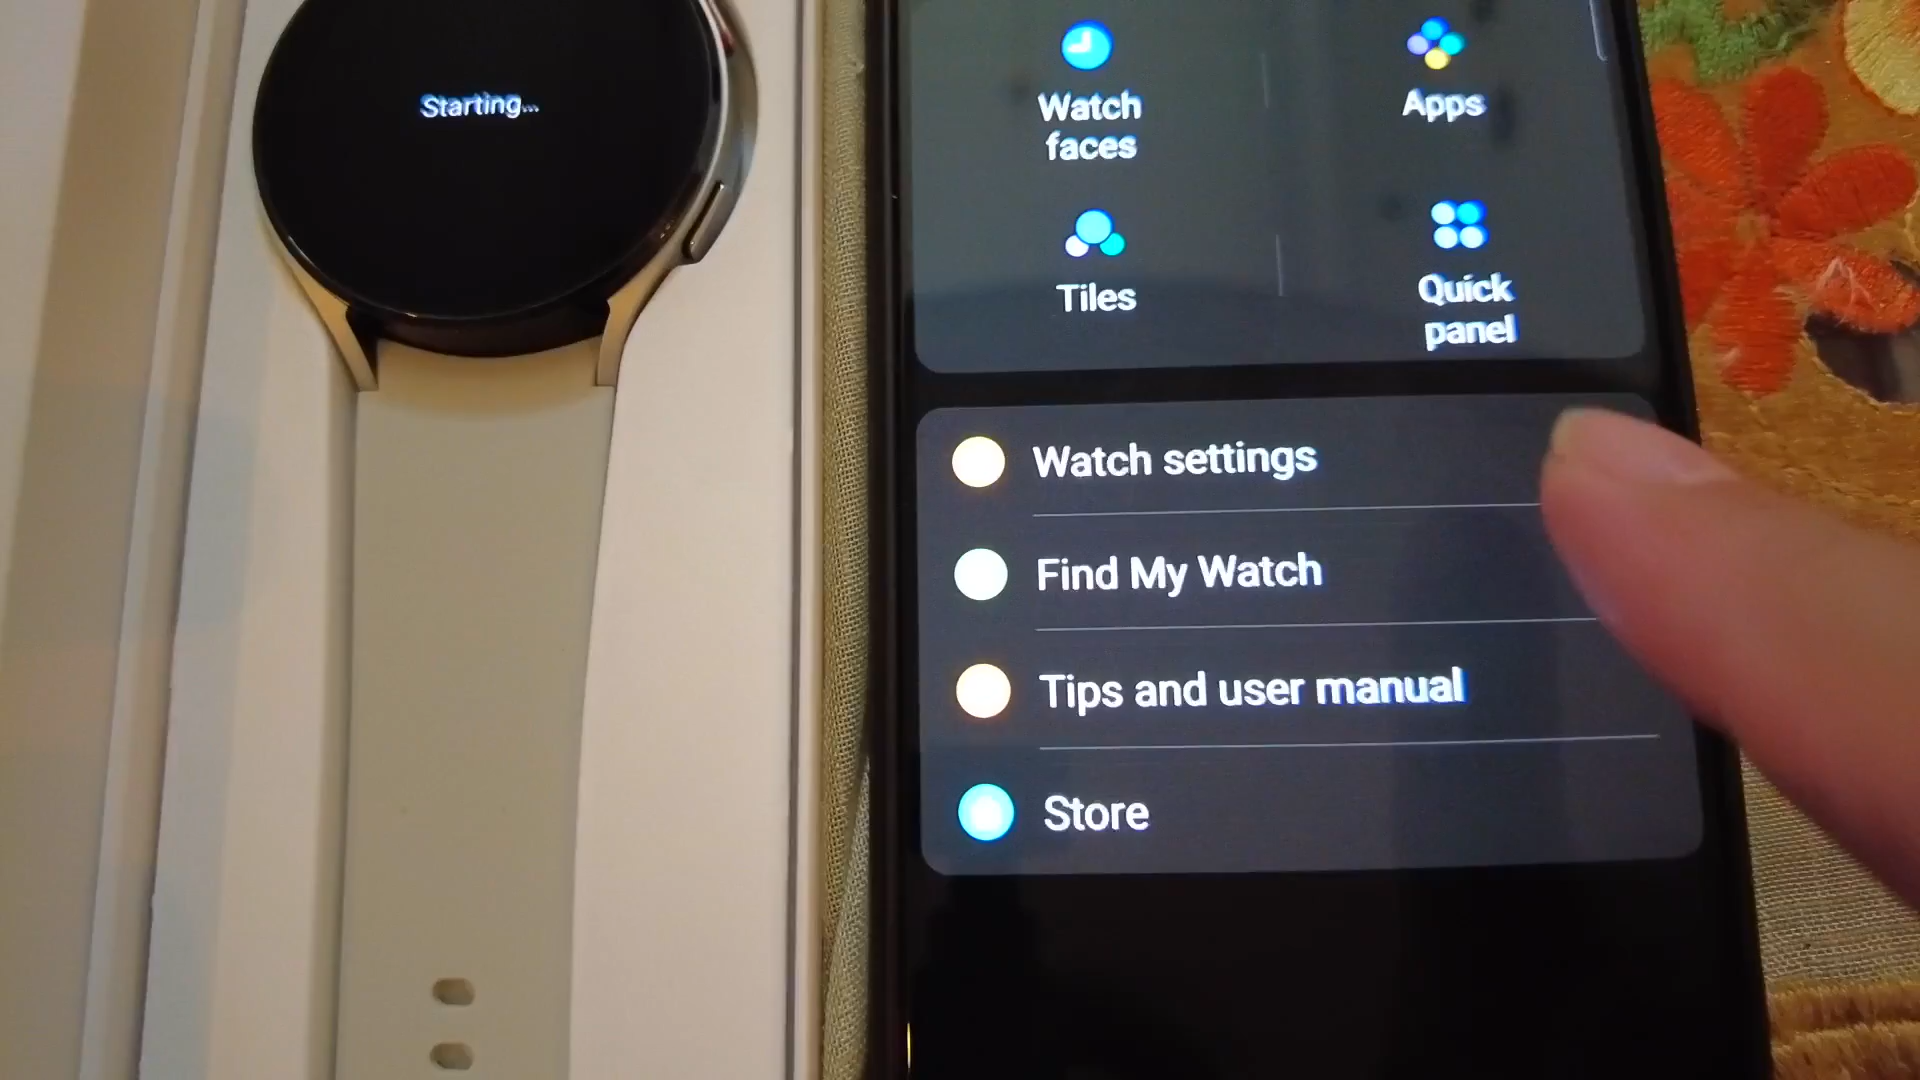 Starting...
Watch
faces
Apps
Tiles
Quick
panel
Watch settings
Find My Watch
Tips and user manual
Store